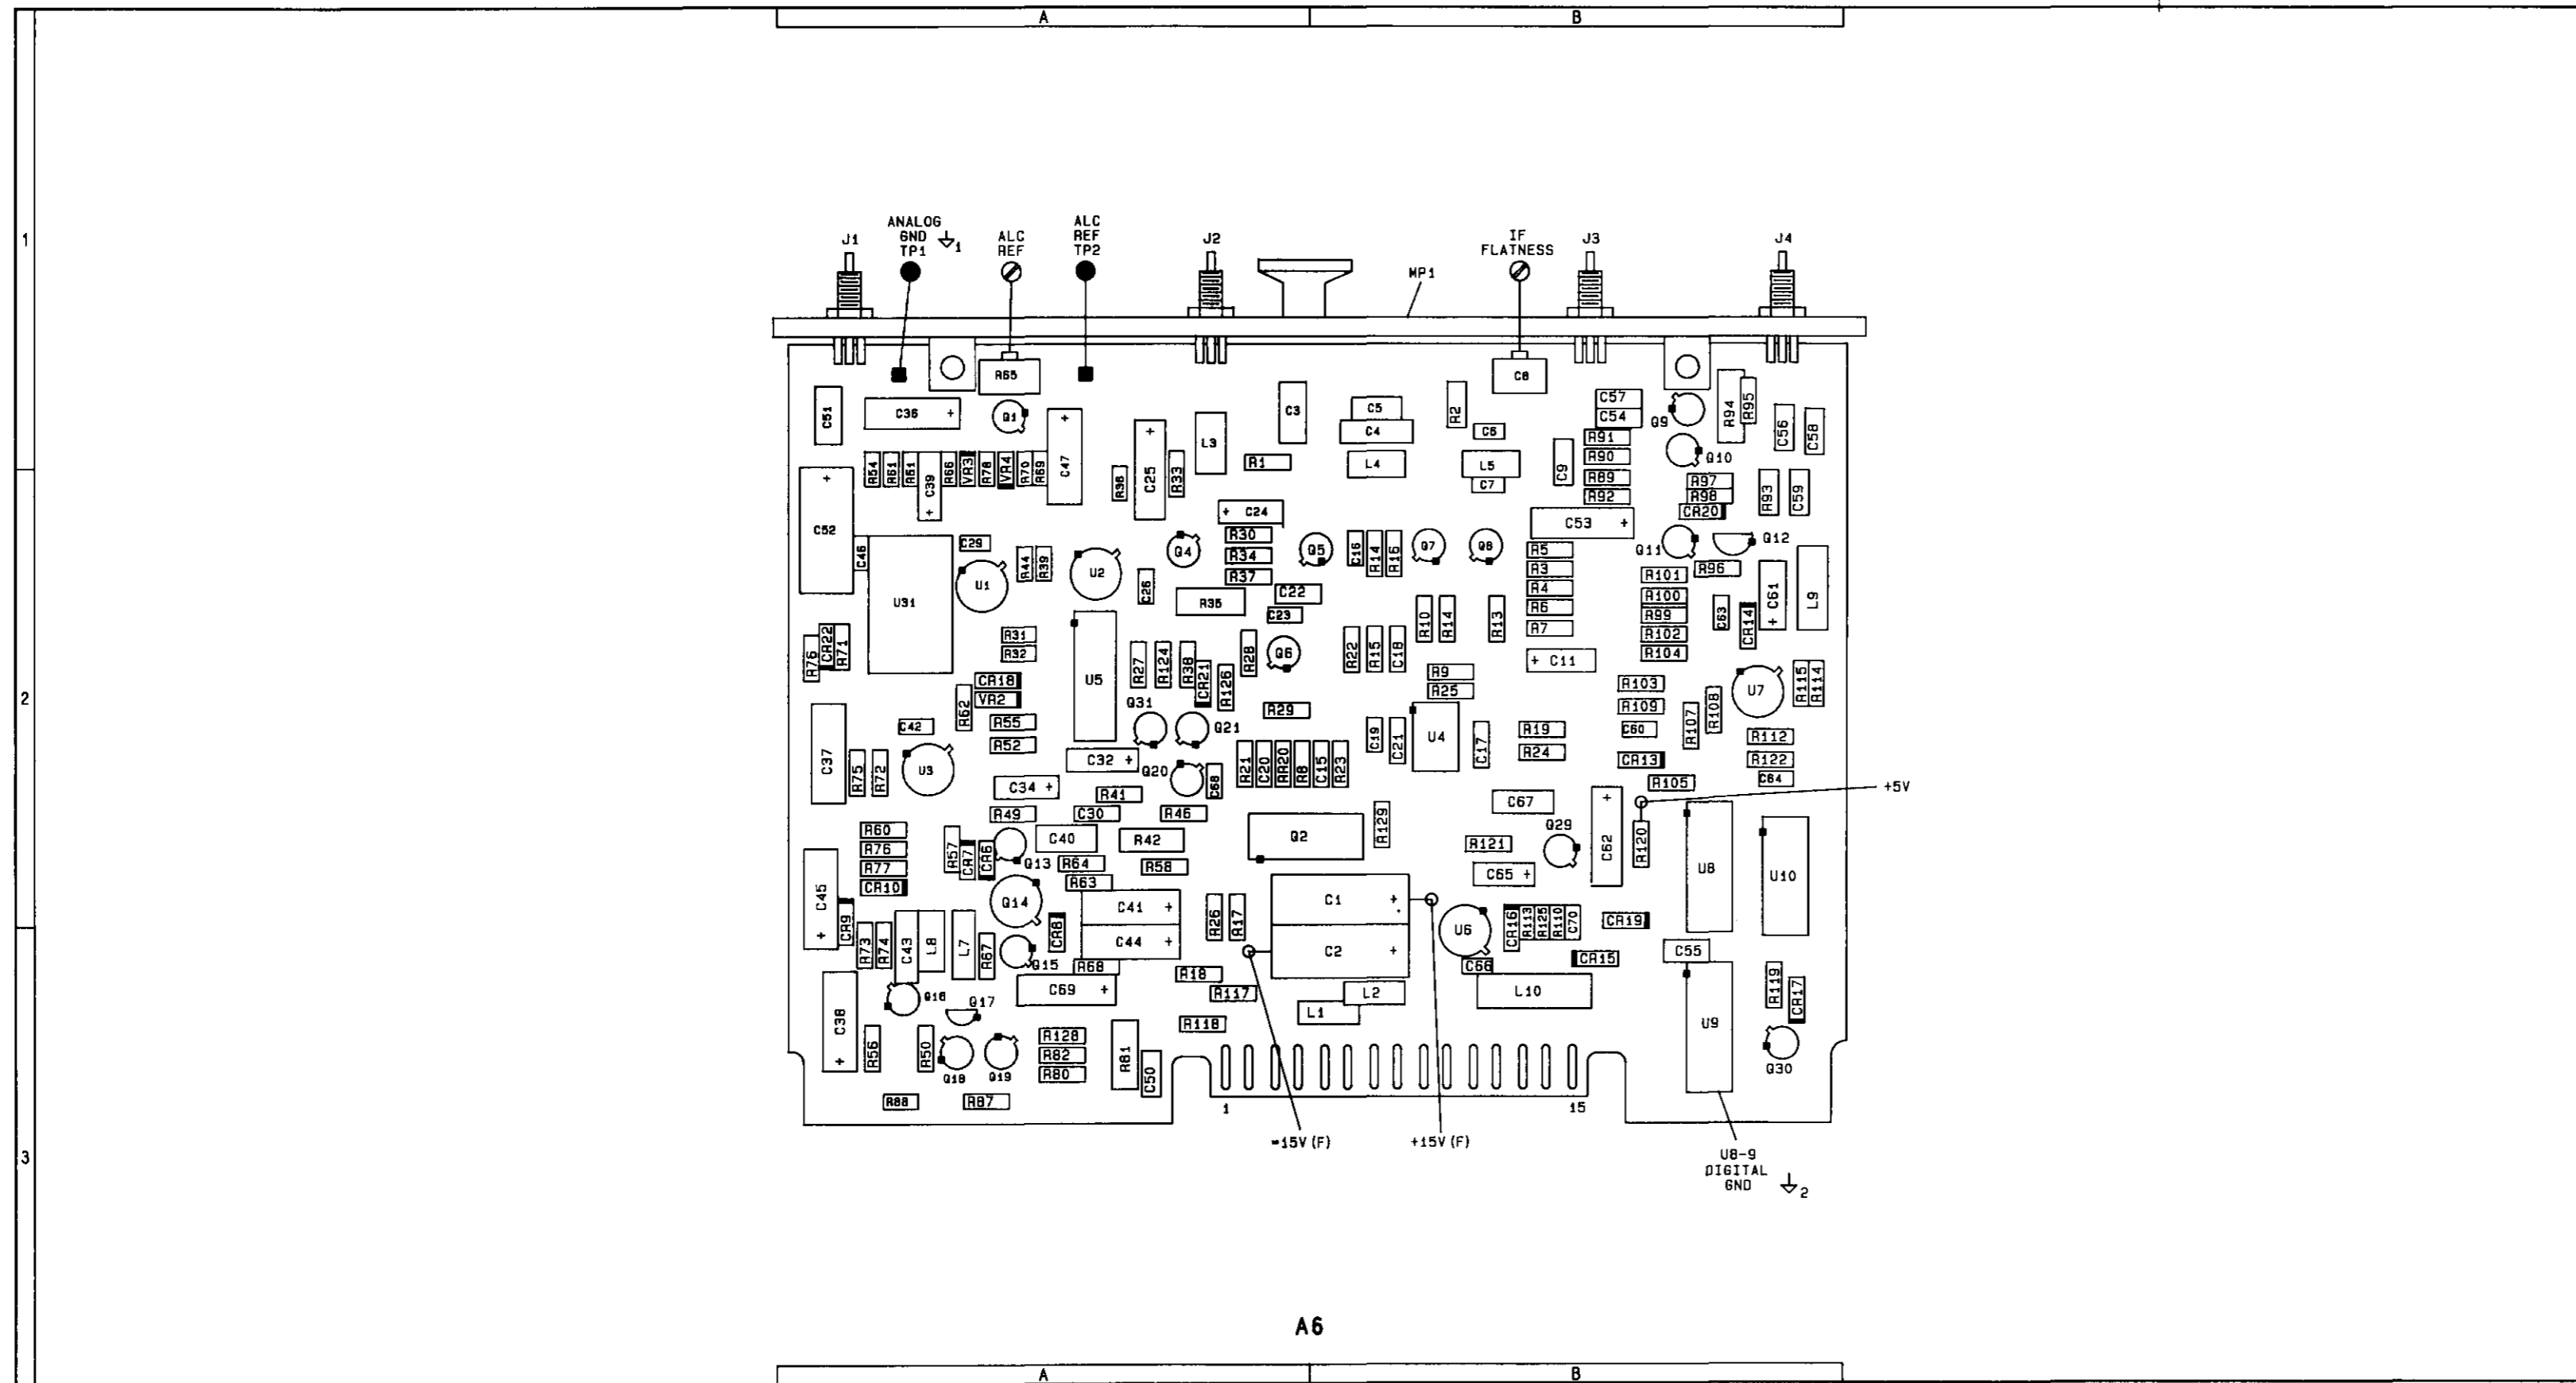 A B
1
J1
ANALOG
GND
TP1
1
ALC
REF
ALC
REF
TP2
J2
MP1
IF
FLATNESS
J3
J4
R65
C51
C36 +
Q1
C47 +
C25 +
R33
R36
L3
C3
R1
C5
C4
L4
R2
C6
L5
C7
C9
C57
C54
R91
R90
R89
R92
Q9
Q10
R94
R95
C56
C58
R97
R98
CR20
R93
C59
R54
R61
R51
C39 +
R66
VR3
R78
VR4
R70
R69
2
C52 +
C46
U31
C29
U1
R44
R39
U2
C26
Q4
+ C24
R30
R34
R37
R35
C22
C23
Q5
C16
R14
R16
Q7
Q8
C53 +
R5
R3
R4
R6
R7
Q11
Q12
R96
R101
R100
R99
R102
R104
C63
CR14
C61 +
L9
R76
CR22
R71
R31
R32
U5
R27
R124
R38
CR21
R126
R28
Q6
R22
R15
C18
R10
R14
R13
R9
R25
+ C11
R103
R109
C60
CR13
R105
R107
R108
U7
R115
R114
R112
R122
C64
CR18
VR2
R62
R55
R52
C42
C37
R75
R72
U3
C34 +
C32 +
Q31
Q21
Q20
C68
R29
R21
C20
RR20
R8
C15
R23
C19
C21
U4
C17
R19
R24
+5V
R41
R49
C30
R46
R60
R76
R77
CR10
R57
CR7
CR6
Q13
C40
R42
R64
R58
R63
Q2
R129
C67
R121
Q29
C65 +
C62 +
R120
U8
U10
C45 +
CR9
Q14
CR8
C41 +
C44 +
R26
R17
C1 +
C2 +
U6
CR16
R113
R125
R110
C70
CR19
CR15
C55
R73
R74
C43
L8
L7
R67
Q15
R68
R18
C66
C69 +
R117
L2
L1
L10
R119
CR17
C38 +
Q16
Q17
R118
U9
R56
R50
Q18
Q19
R128
R82
R80
R81
C50
Q30
R88
R87
1
15
-15V(F)
+15V(F)
3
U8-9
DIGITAL
GND
2
A6
A B